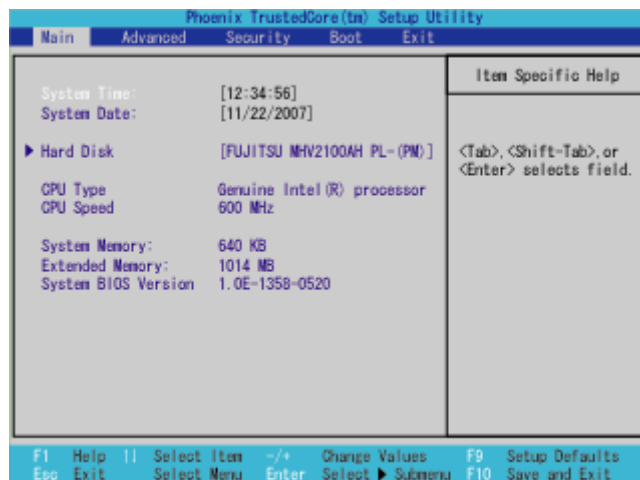 Phoenix TrustedCore(tm) Setup Utility
Main Advanced Security Boot Exit
Item Specific Help
System Time: [12:34:56]
System Date: [11/22/2007]
Hard Disk [FUJITSU MHV2100AH PL-(PM)]
<Tab>, <Shift-Tab>, or
<Enter> selects field.
CPU Type Genuine Intel(R) processor
CPU Speed 600 MHz
System Memory: 640 KB
Extended Memory: 1014 MB
System BIOS Version 1.0E-1358-0520
F1 Help ↑↓ Select Item -/+ Change Values F9 Setup Defaults
Esc Exit Select Menu Enter Select ▶ Submenu F10 Save and Exit